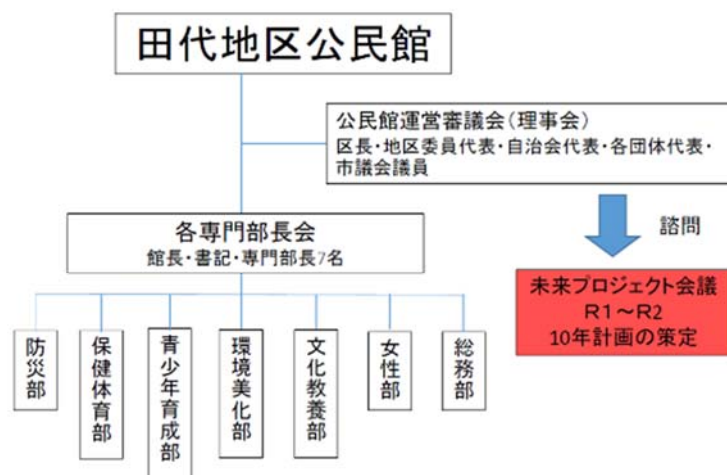 田代地区公民館
公民館運営審議会(理事会)
区長・地区委員代表・自治会代表・各団体代表・
市議会議員
諮問
各専門部長会
館長・書記・専門部長7名
未来プロジェクト会議
R1~R2
10年計画の策定
防災部
保健体育部
青少年育成部
環境美化部
文化教養部
女性部
総務部